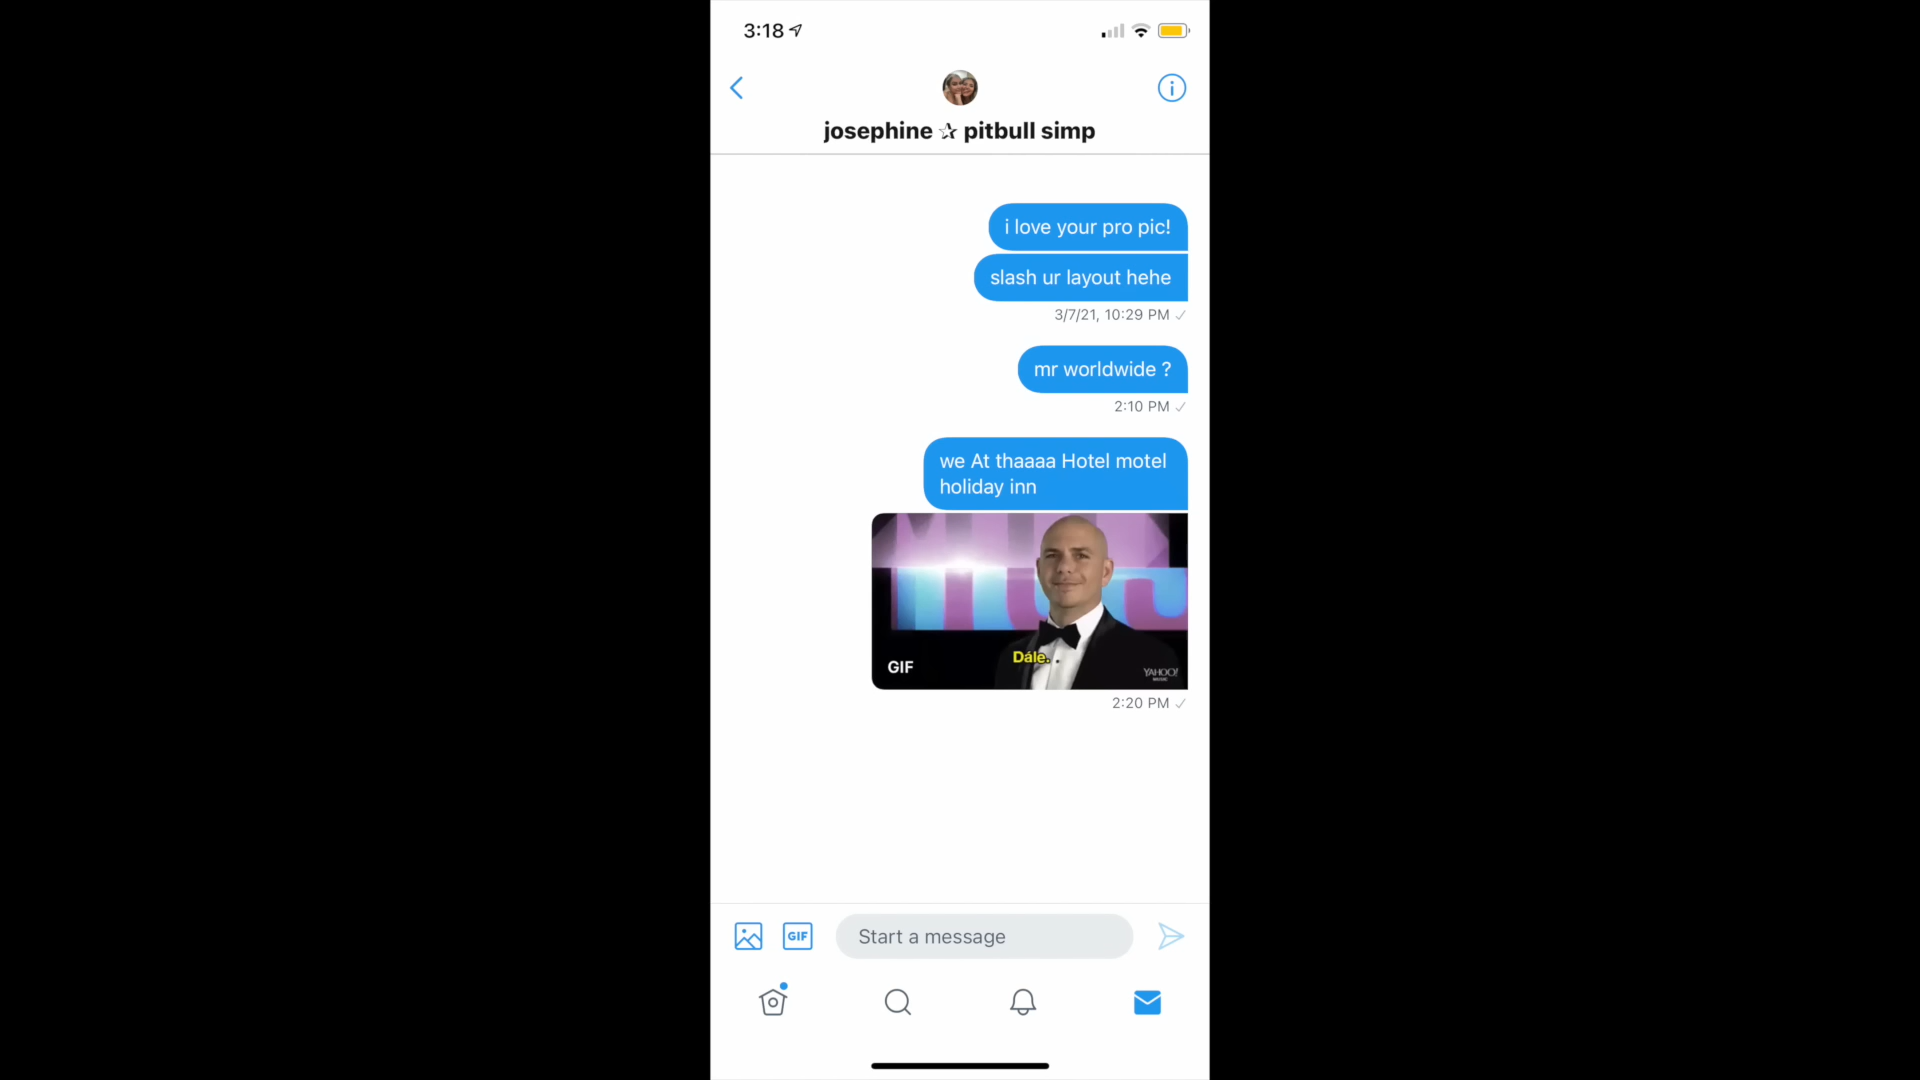 3:18
josephine ✰ pitbull simp
i love your pro pic!
slash ur layout hehe
3/7/21, 10:29 PM ✓
mr worldwide ?
2:10 PM ✓
we At thaaaa Hotel motel
holiday inn
Dále.
GIF
YAHOO!
MUSIC
2:20 PM ✓
GIF
Start a message